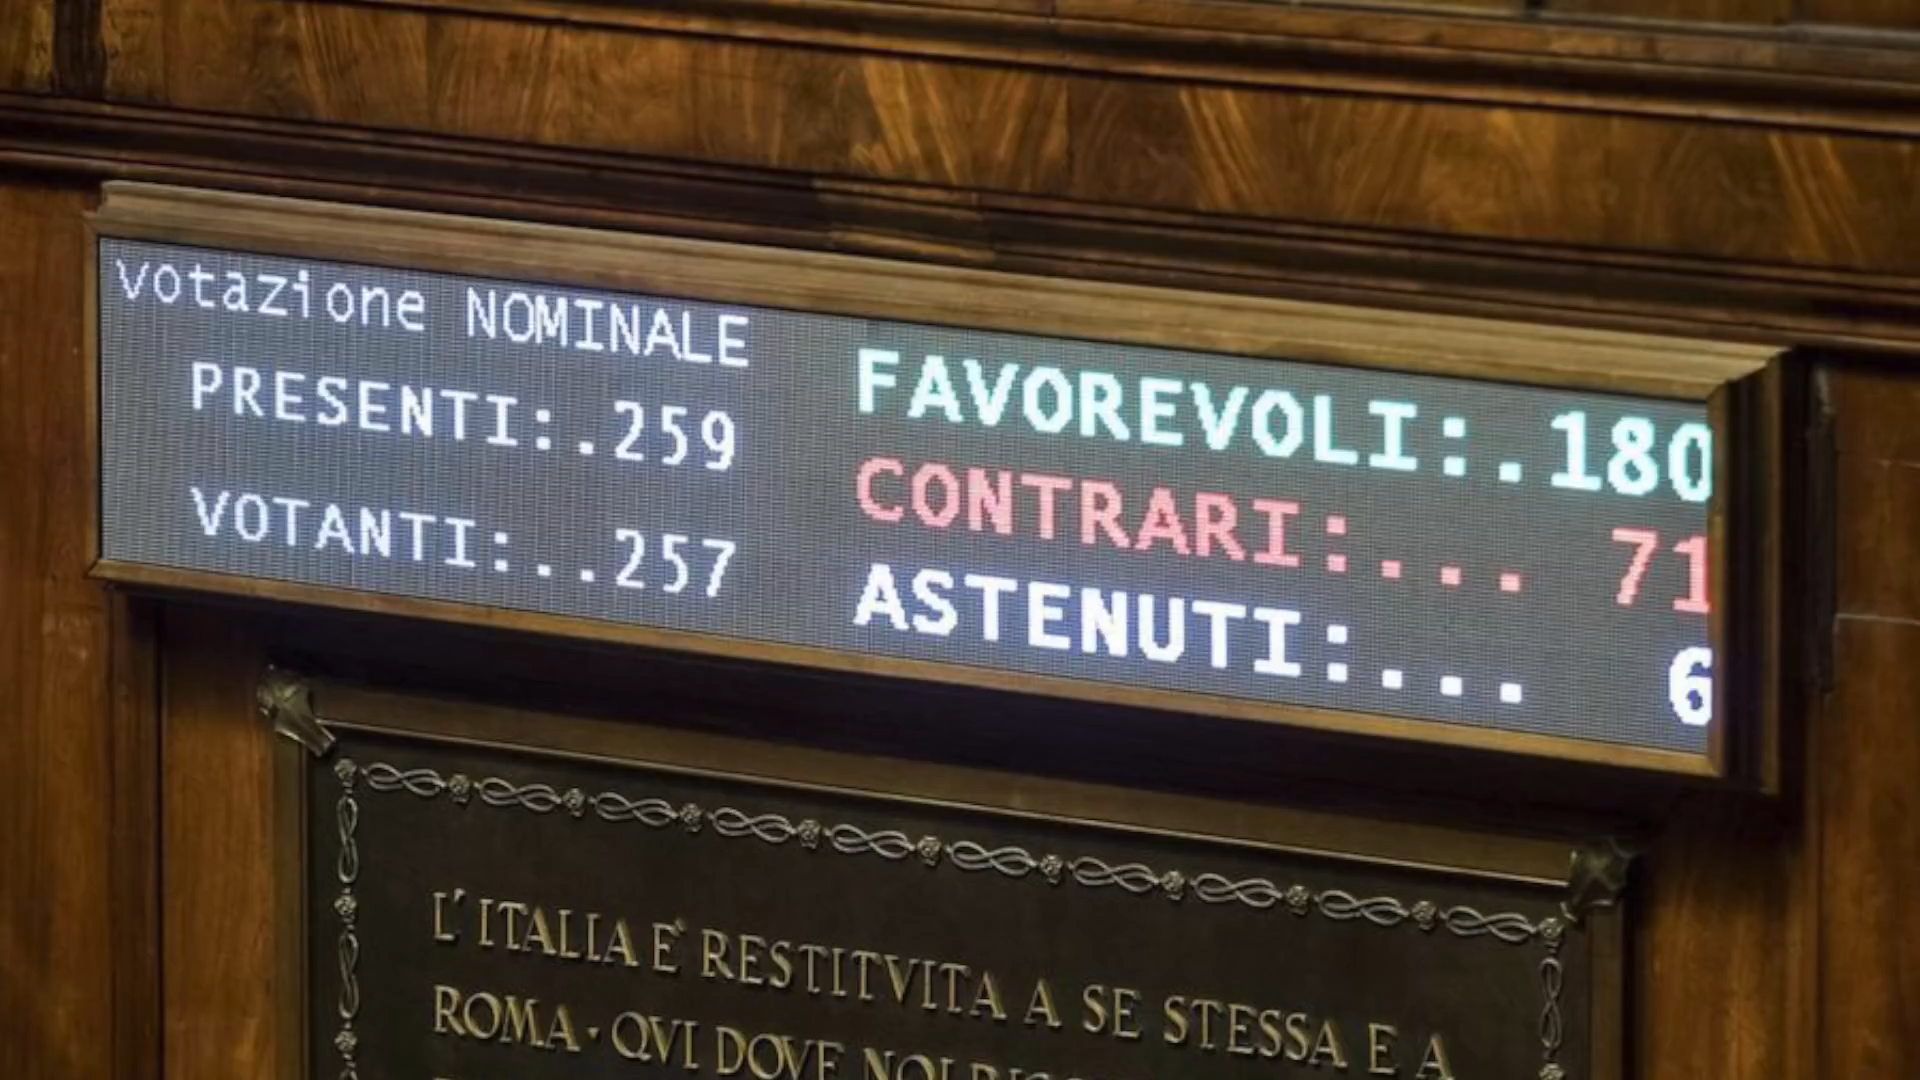 Votazione NOMINALE
PRESENTI:.259
VOTANTI:..257
FAVOREVOLI:.180
CONTRARI:... 71
ASTENUTI:... 6
L'ITALIA E' RESTITVITA A SE STESSA E A
ROMA · QVI DOVE NOI